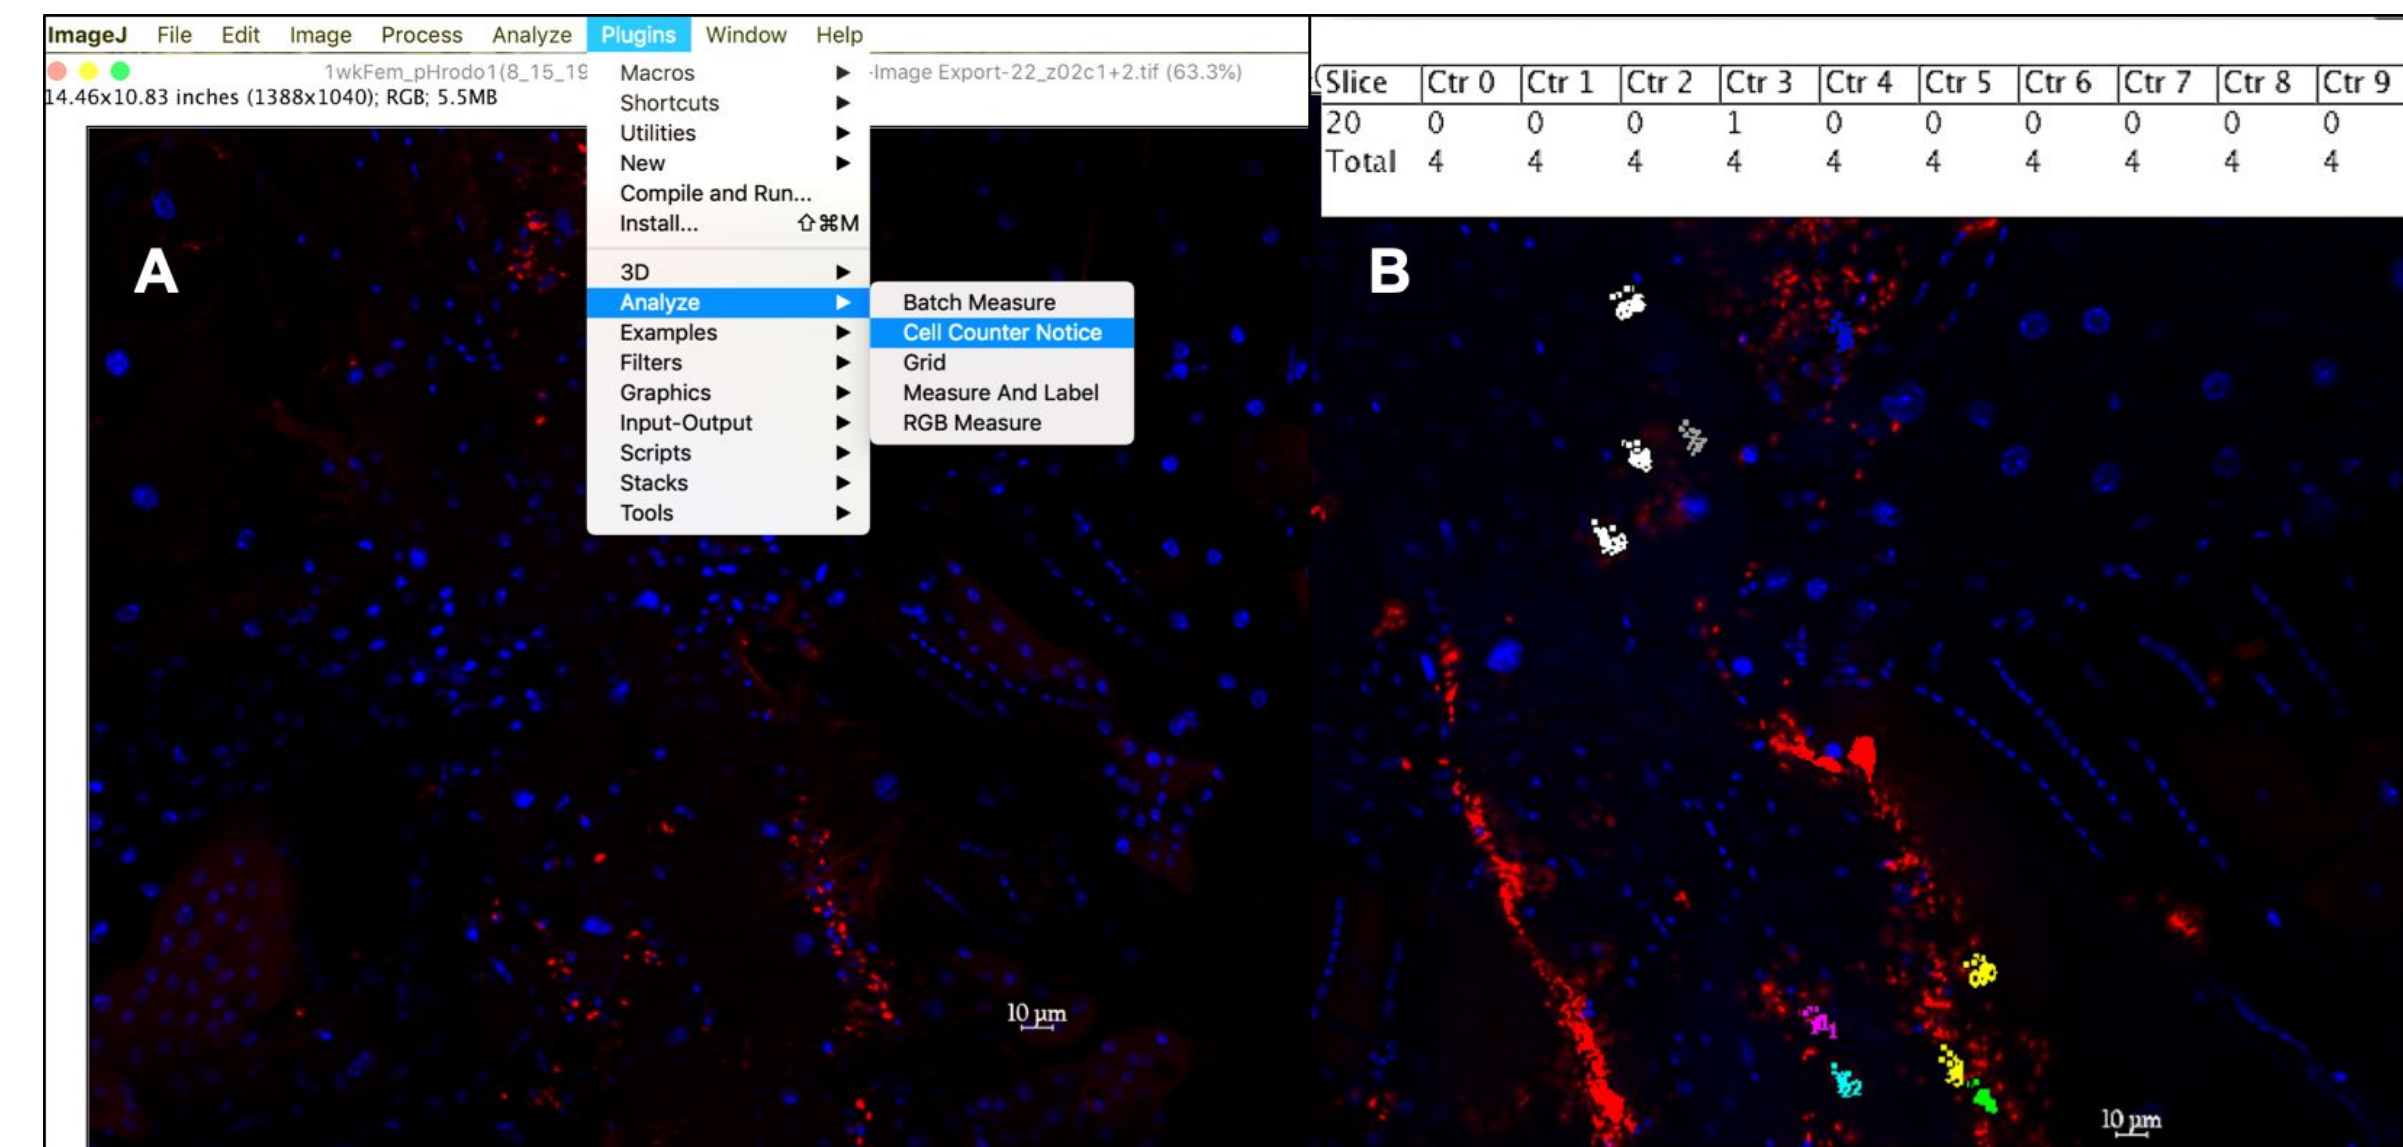 ImageJ File Edit Image Process Analyze Plugins Window Help
1wkFem_pHrodo1(8_15_19 -Image Export-22_z02c1+2.tif (63.3%)
14.46x10.83 inches (1388x1040); RGB; 5.5MB
Macros ▶
Shortcuts ▶
Utilities ▶
New ▶
Compile and Run...
Install... ⇧⌘M
3D ▶
Analyze ▶
Examples ▶
Filters ▶
Graphics ▶
Input-Output ▶
Scripts ▶
Stacks ▶
Tools ▶
Batch Measure
Cell Counter Notice
Grid
Measure And Label
RGB Measure
A
10 µm
Slice Ctr 0 Ctr 1 Ctr 2 Ctr 3 Ctr 4 Ctr 5 Ctr 6 Ctr 7 Ctr 8 Ctr 9
20 0 0 0 1 0 0 0 0 0 0
Total 4 4 4 4 4 4 4 4 4 4
B
10 µm